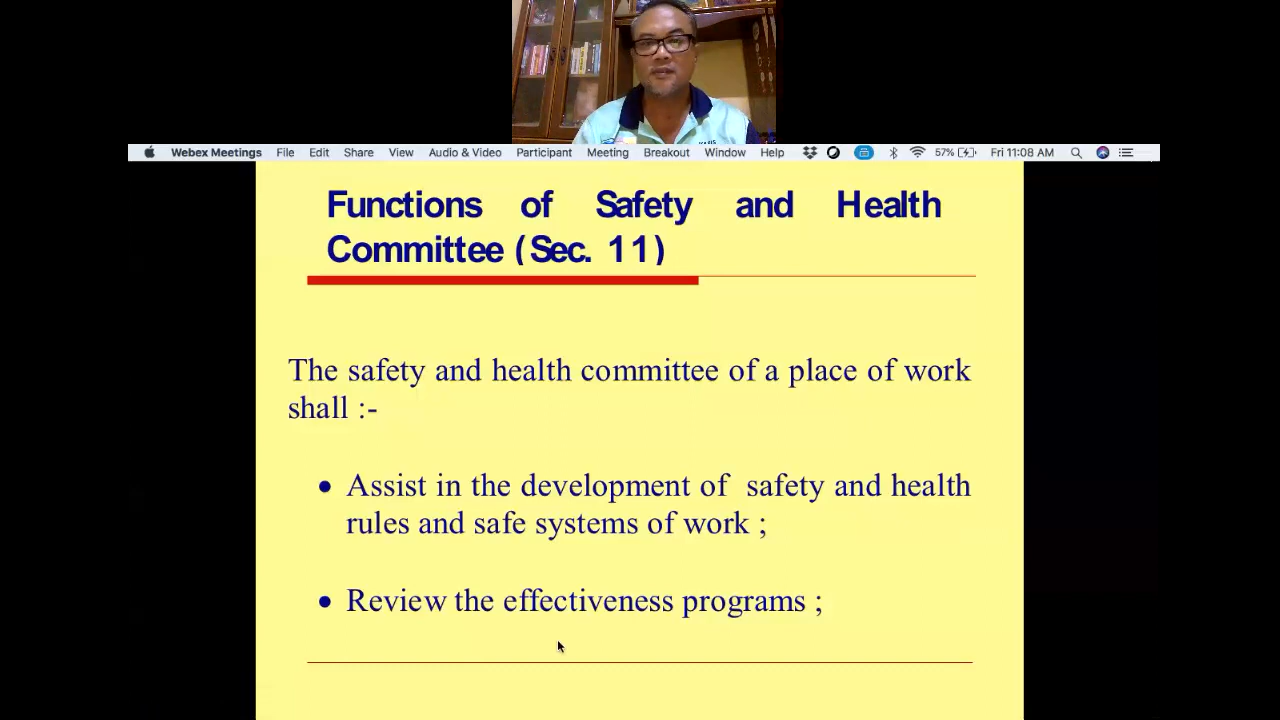 Webex Meetings File Edit Share View Audio & Video Participant Meeting Breakout Window Help 57% Fri 11:08 AM
Functions of Safety and Health
Committee (Sec. 11)
The safety and health committee of a place of work
shall :-
• Assist in the development of safety and health
rules and safe systems of work ;
• Review the effectiveness programs ;